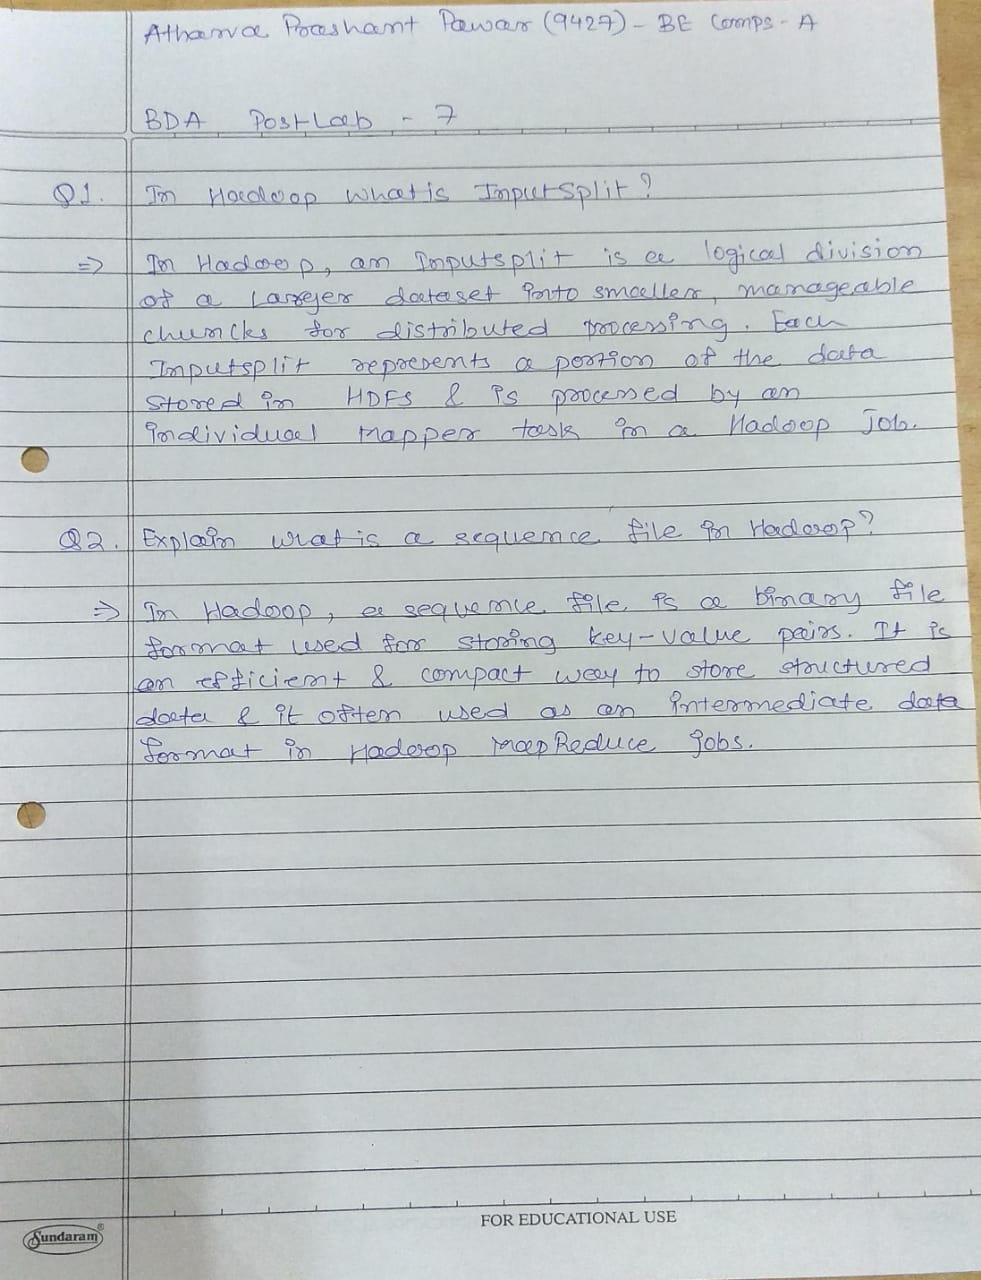 Atharva Prashant Pawar (9427) - BE Comps - A
BDA PostLab - 7
Q1. In Hadoop what is InputSplit?
⇒ In Hadoop, an Inputsplit is a logical division
of a larger dataset into smaller, manageable
chuncks for distributed processing. Each
Inputsplit represents a portion of the data
stored in HDFS & is processed by an
individual Mapper task in a Hadoop Job.
Q2. Explain what is a sequence file in Hadoop?
⇒ In Hadoop, a sequence file is a binary file
format used for storing key-value pairs. It is
an efficient & compact way to store structured
data & it often used as an intermediate data
format in Hadoop MapReduce jobs.
FOR EDUCATIONAL USE
Sundaram®